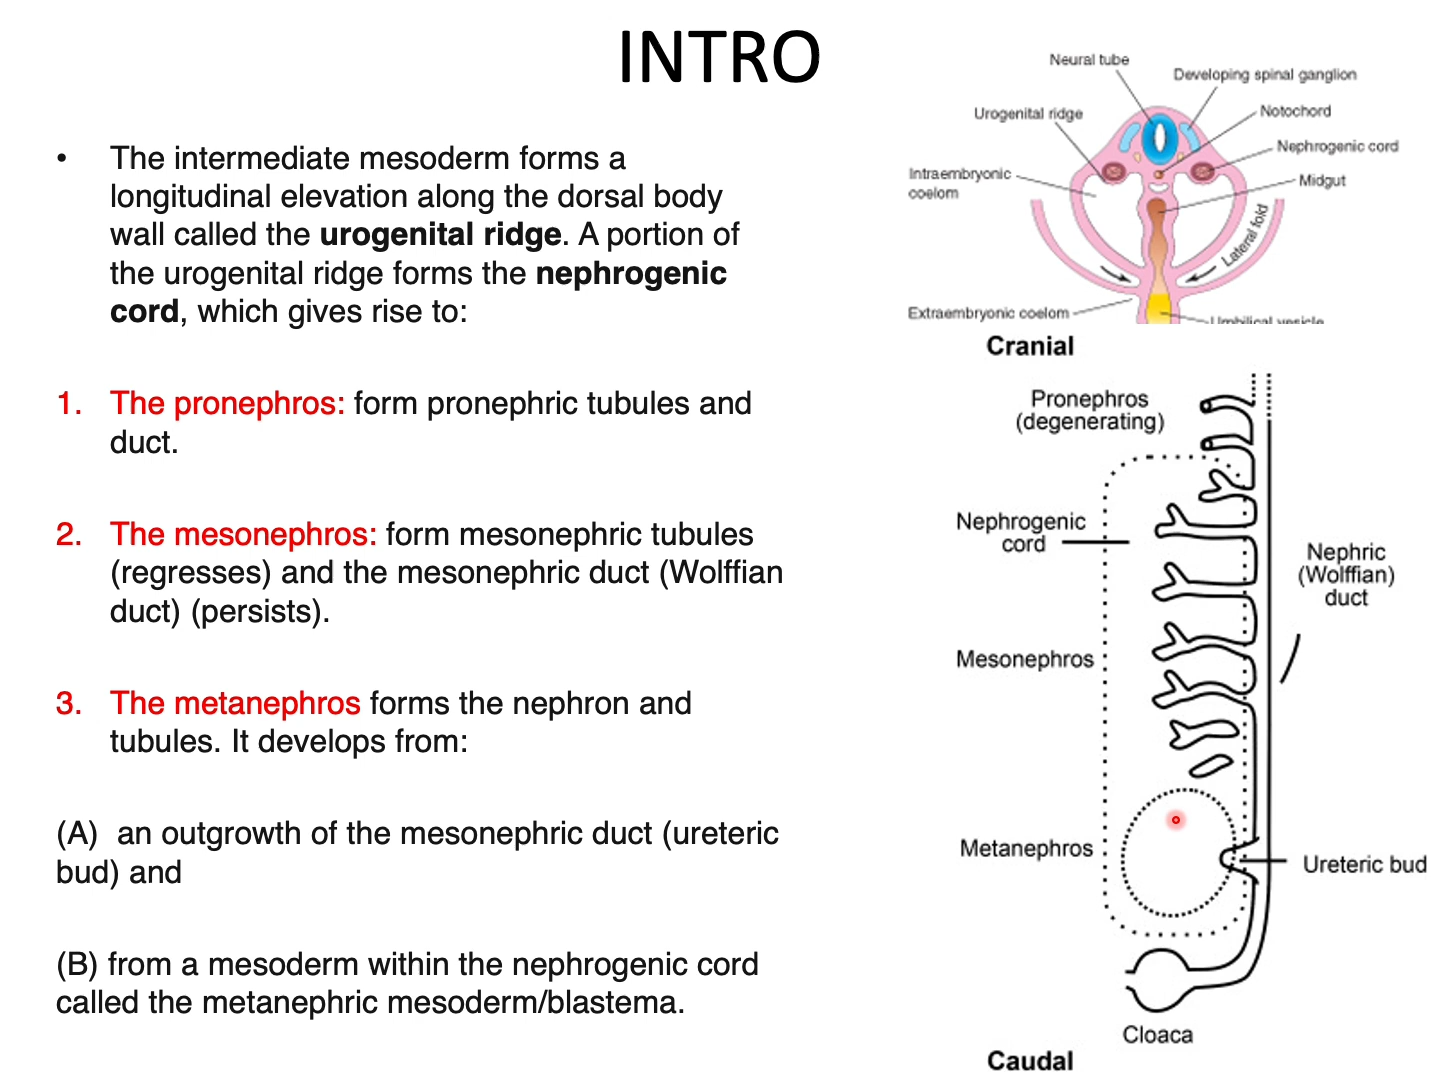 INTRO
• The intermediate mesoderm forms a
longitudinal elevation along the dorsal body
wall called the urogenital ridge. A portion of
the urogenital ridge forms the nephrogenic
cord, which gives rise to:
1. The pronephros: form pronephric tubules and
duct.
2. The mesonephros: form mesonephric tubules
(regresses) and the mesonephric duct (Wolffian
duct) (persists).
3. The metanephros forms the nephron and
tubules. It develops from:
(A) an outgrowth of the mesonephric duct (ureteric
bud) and
(B) from a mesoderm within the nephrogenic cord
called the metanephric mesoderm/blastema.
Neural tube
Developing spinal ganglion
Urogenital ridge
Notochord
Nephrogenic cord
Intraembryonic
coelom
Midgut
Lateral fold
Extraembryonic coelom
Umbilical vesicle
Cranial
Pronephros
(degenerating)
Nephrogenic
cord
Nephric
(Wolffian)
duct
Mesonephros
Metanephros
Ureteric bud
Cloaca
Caudal